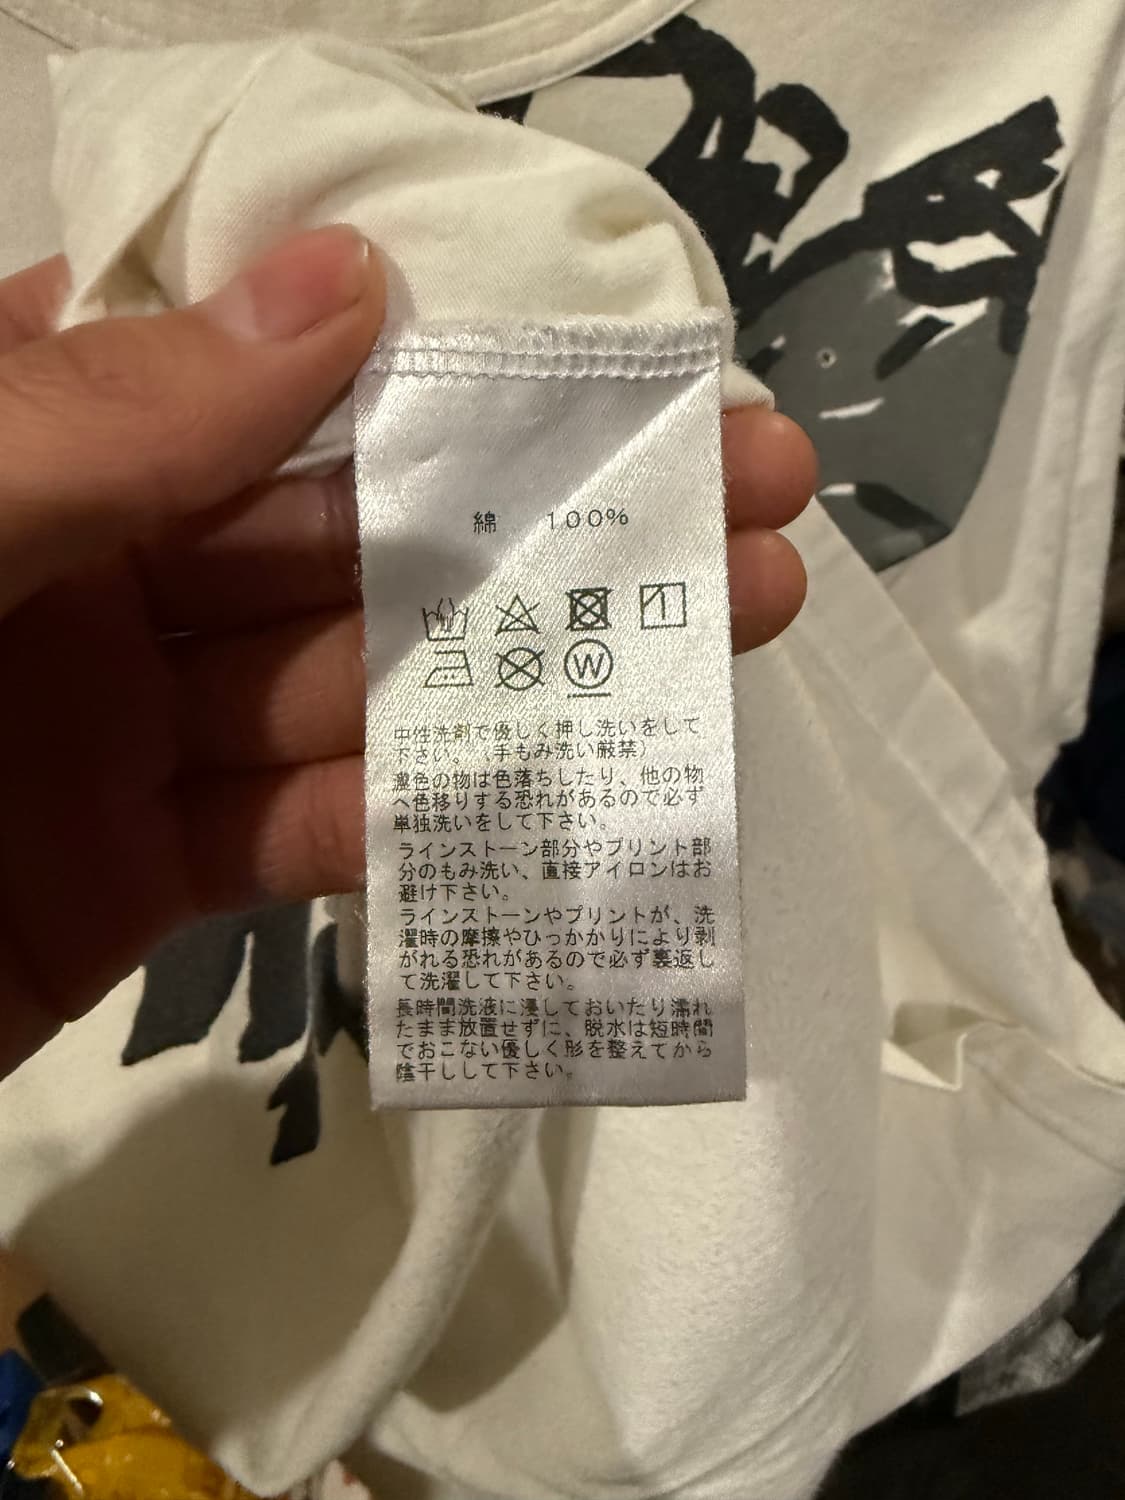 綿 100%
W
中性洗剤で優しく押し洗いをして
下さい。(手もみ洗い厳禁)
濃色の物は色落ちしたり、他の物
へ色移りする恐れがあるので必ず
単独洗いをして下さい。
ラインストーン部分やプリント部
分のもみ洗い、直接アイロンはお
避け下さい。
ラインストーンやプリントが、洗
濯時の摩擦やひっかかりにより剥
がれる恐れがあるので必ず裏返し
て洗濯して下さい。
長時間洗液に浸しておいたり濡れ
たまま放置せずに、脱水は短時間
でおこない優しく形を整えてから
陰干しして下さい。